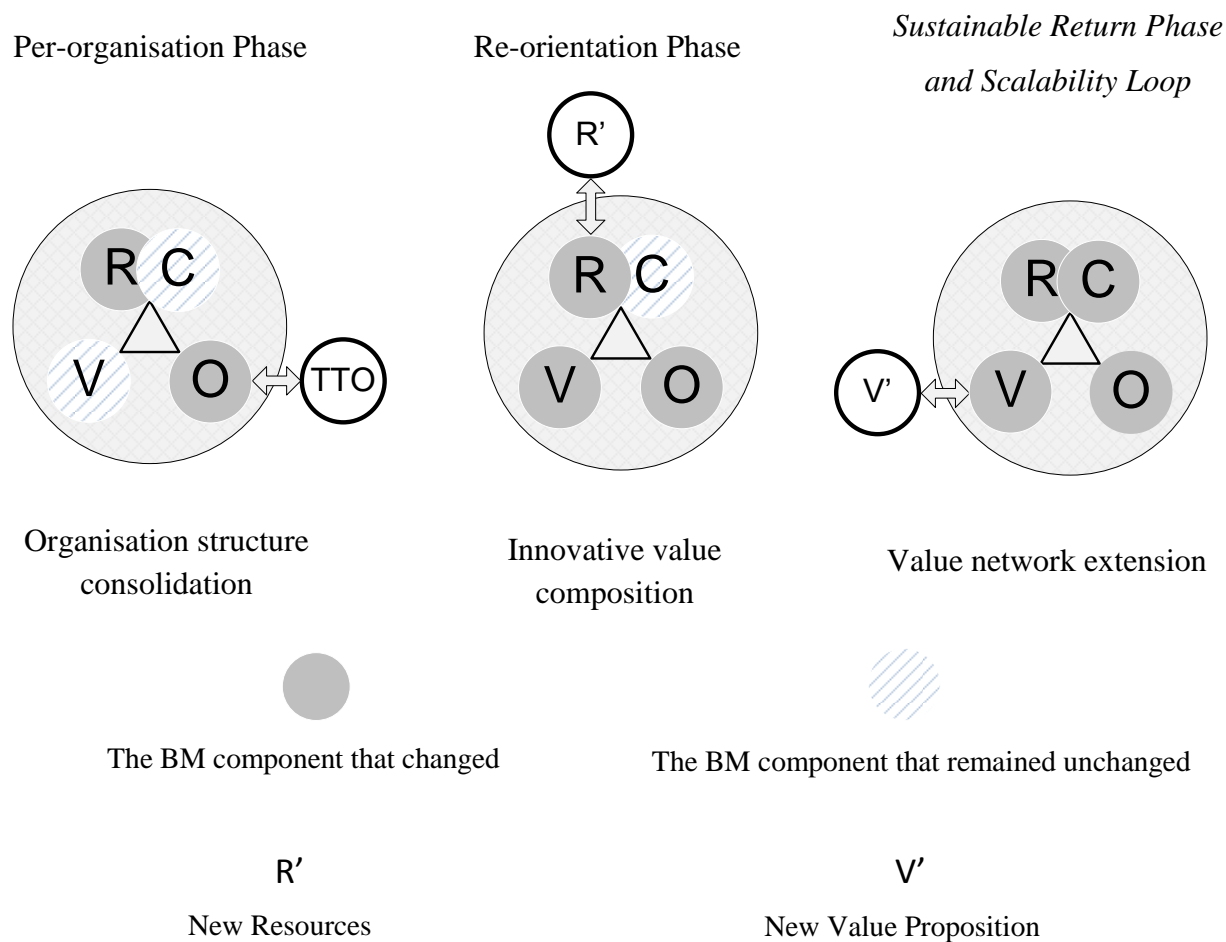 Per-organisation Phase
Re-orientation Phase
Sustainable Return Phase
and Scalability Loop
R'
R C
V O
TTO
R C
V O
R C
V'
V O
Organisation structure
consolidation
Innovative value
composition
Value network extension
The BM component that changed
The BM component that remained unchanged
R'
New Resources
V'
New Value Proposition